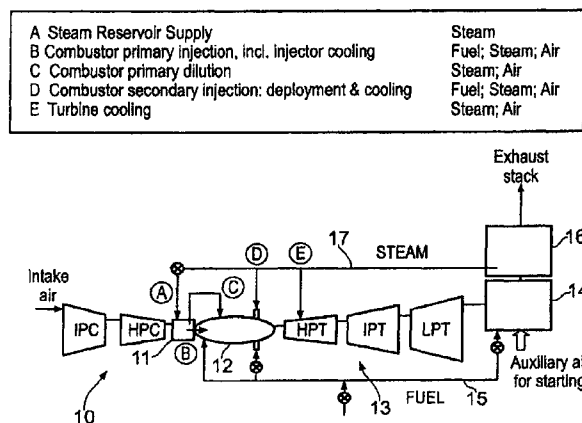 A Steam Reservoir Supply Steam
B Combustor primary injection, incl. injector cooling Fuel; Steam; Air
C Combustor primary dilution Steam; Air
D Combustor secondary injection: deployment & cooling Fuel; Steam; Air
E Turbine cooling Steam; Air
Exhaust
stack
16
17 STEAM
14
Intake
air
A
C
D
E
IPC
HPC
11
B
12
HPT
IPT
LPT
Auxiliary
for starting
10
13
FUEL
15